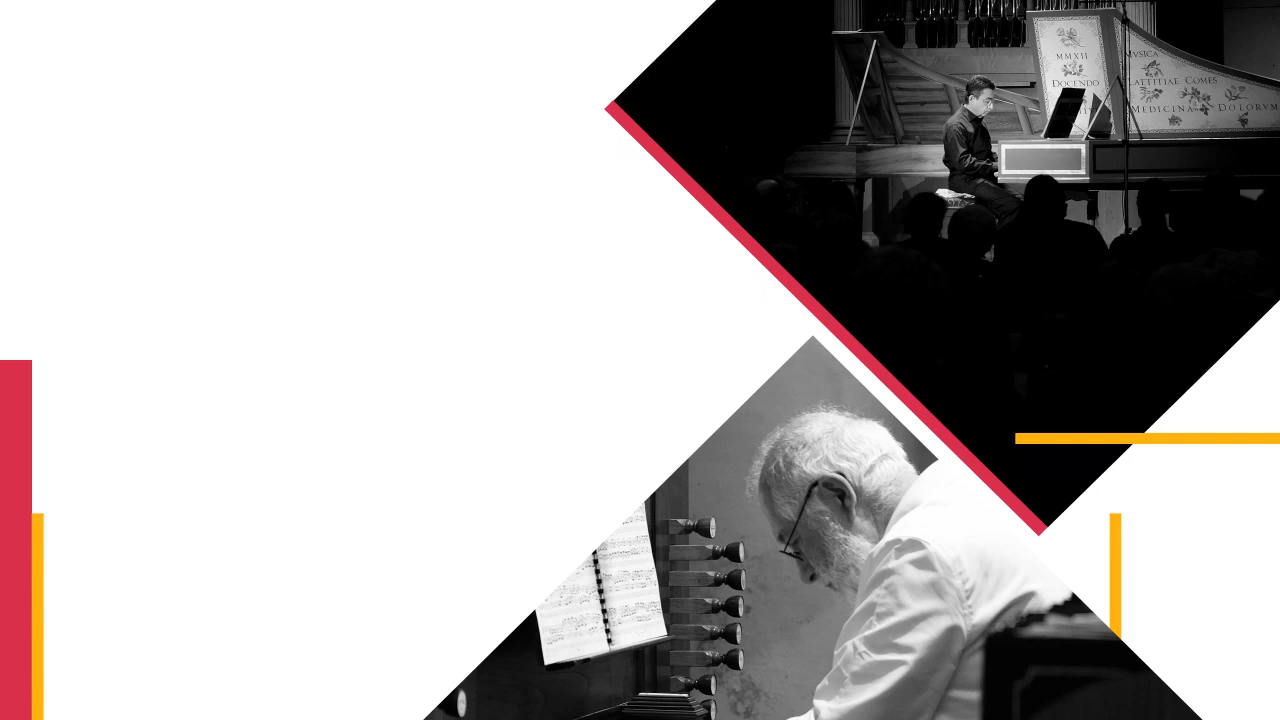 MMXII
DOCENDO
MVSICA
LAETITIAE COMES
MEDICINA DOLORVM